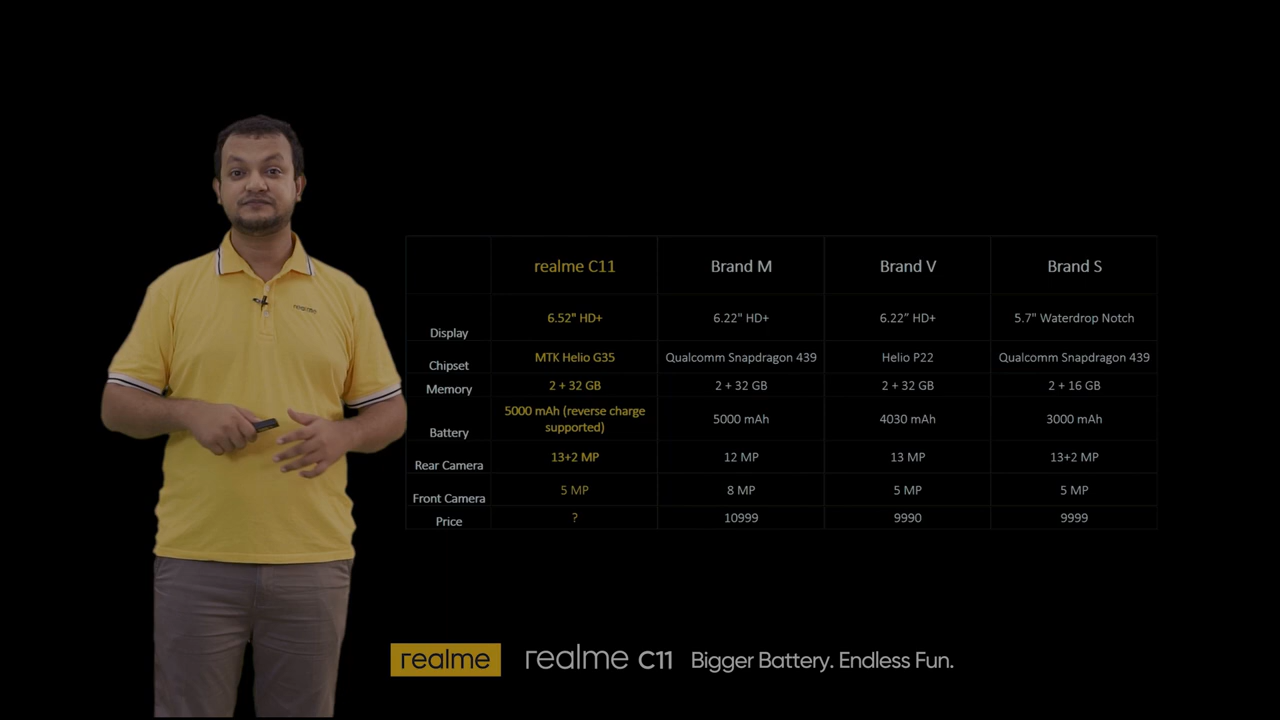 realme C11 Brand M Brand V Brand S
Display 6.52" HD+ 6.22" HD+ 6.22” HD+ 5.7" Waterdrop Notch
Chipset MTK Helio G35 Qualcomm Snapdragon 439 Helio P22 Qualcomm Snapdragon 439
Memory 2 + 32 GB 2 + 32 GB 2 + 32 GB 2 + 16 GB
Battery 5000 mAh (reverse charge supported) 5000 mAh 4030 mAh 3000 mAh
Rear Camera 13+2 MP 12 MP 13 MP 13+2 MP
Front Camera 5 MP 8 MP 5 MP 5 MP
Price ? 10999 9990 9999
realme
realme
realme C11 Bigger Battery. Endless Fun.